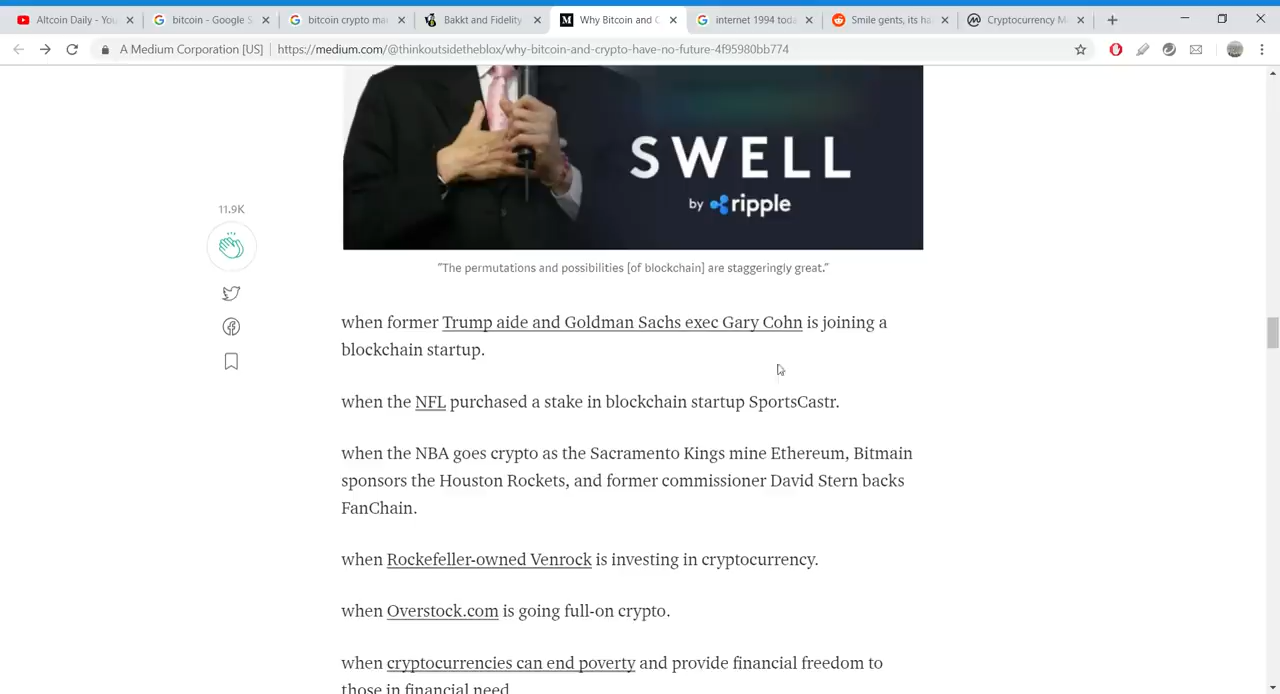 Altcoin Daily - You
bitcoin - Google S
bitcoin crypto ma
Bakkt and Fidelity
Why Bitcoin and C
internet 1994 toda
Smile gents, its ha
Cryptocurrency M
A Medium Corporation [US] | https://medium.com/@thinkoutsidetheblox/why-bitcoin-and-crypto-have-no-future-4f95980bb774
SWELL
by ripple
11.9K
"The permutations and possibilities [of blockchain] are staggeringly great."
when former Trump aide and Goldman Sachs exec Gary Cohn is joining a
blockchain startup.
when the NFL purchased a stake in blockchain startup SportsCastr.
when the NBA goes crypto as the Sacramento Kings mine Ethereum, Bitmain
sponsors the Houston Rockets, and former commissioner David Stern backs
FanChain.
when Rockefeller-owned Venrock is investing in cryptocurrency.
when Overstock.com is going full-on crypto.
when cryptocurrencies can end poverty and provide financial freedom to
those in financial need